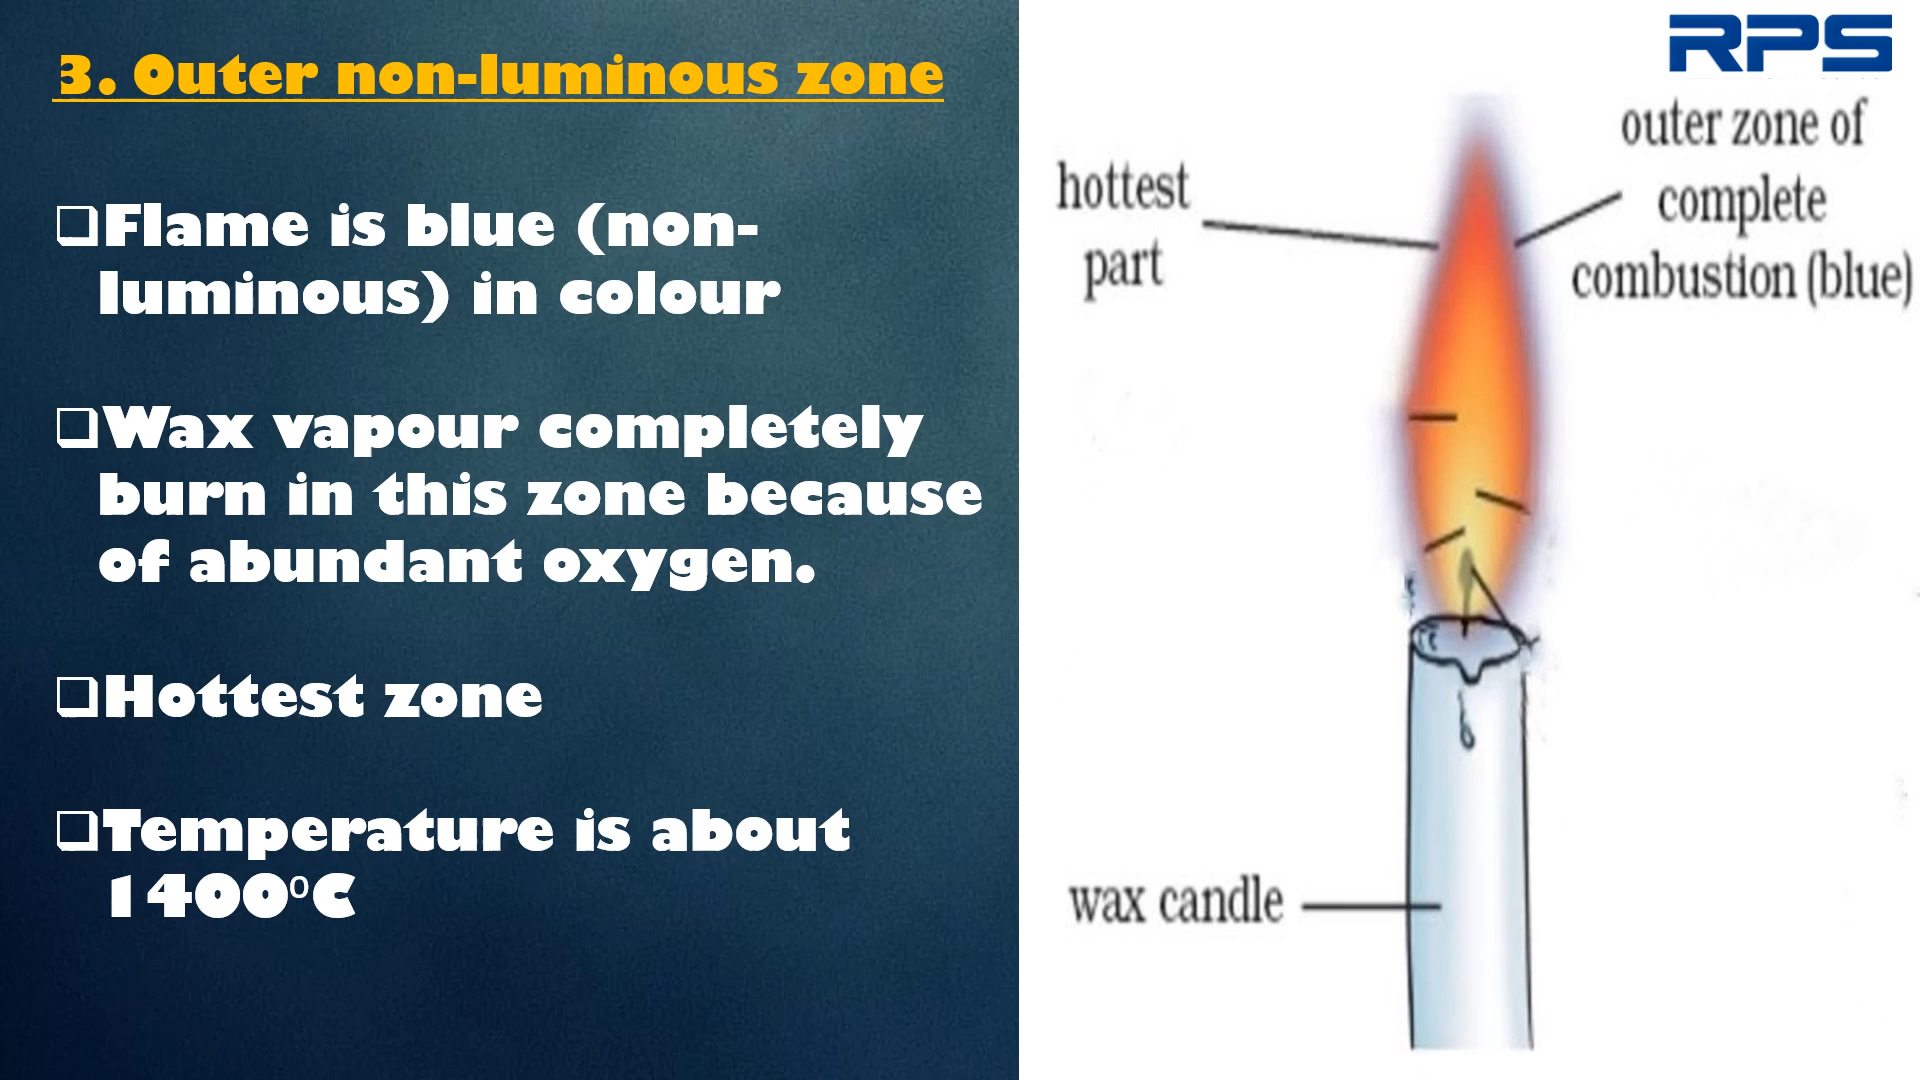 3. Outer non-luminous zone
❑Flame is blue (non-
luminous) in colour
❑Wax vapour completely
burn in this zone because
of abundant oxygen.
❑Hottest zone
❑Temperature is about
1400⁰C
RPS
hottest
part
outer zone of
complete
combustion (blue)
wax candle